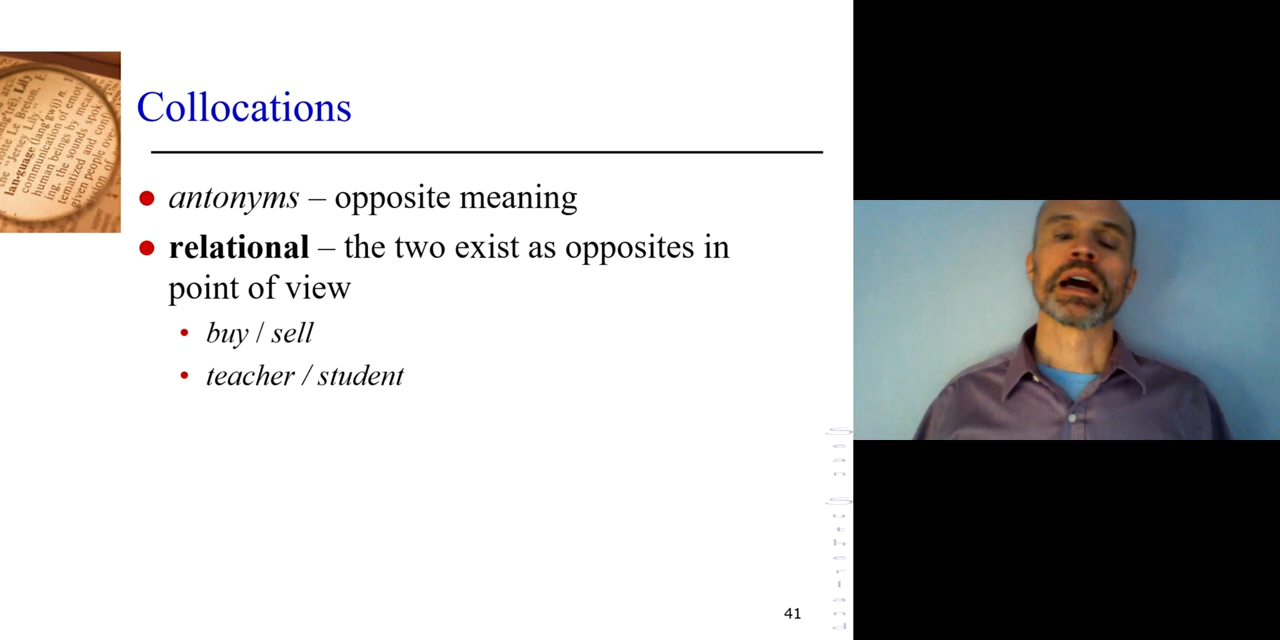 Collocations
● antonyms – opposite meaning
● relational – the two exist as opposites in
point of view
• buy / sell
• teacher / student
41